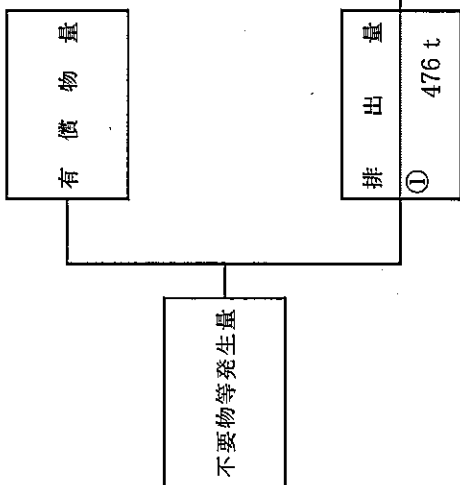 不要物等発生量
有償物量
排出量
①
476 t